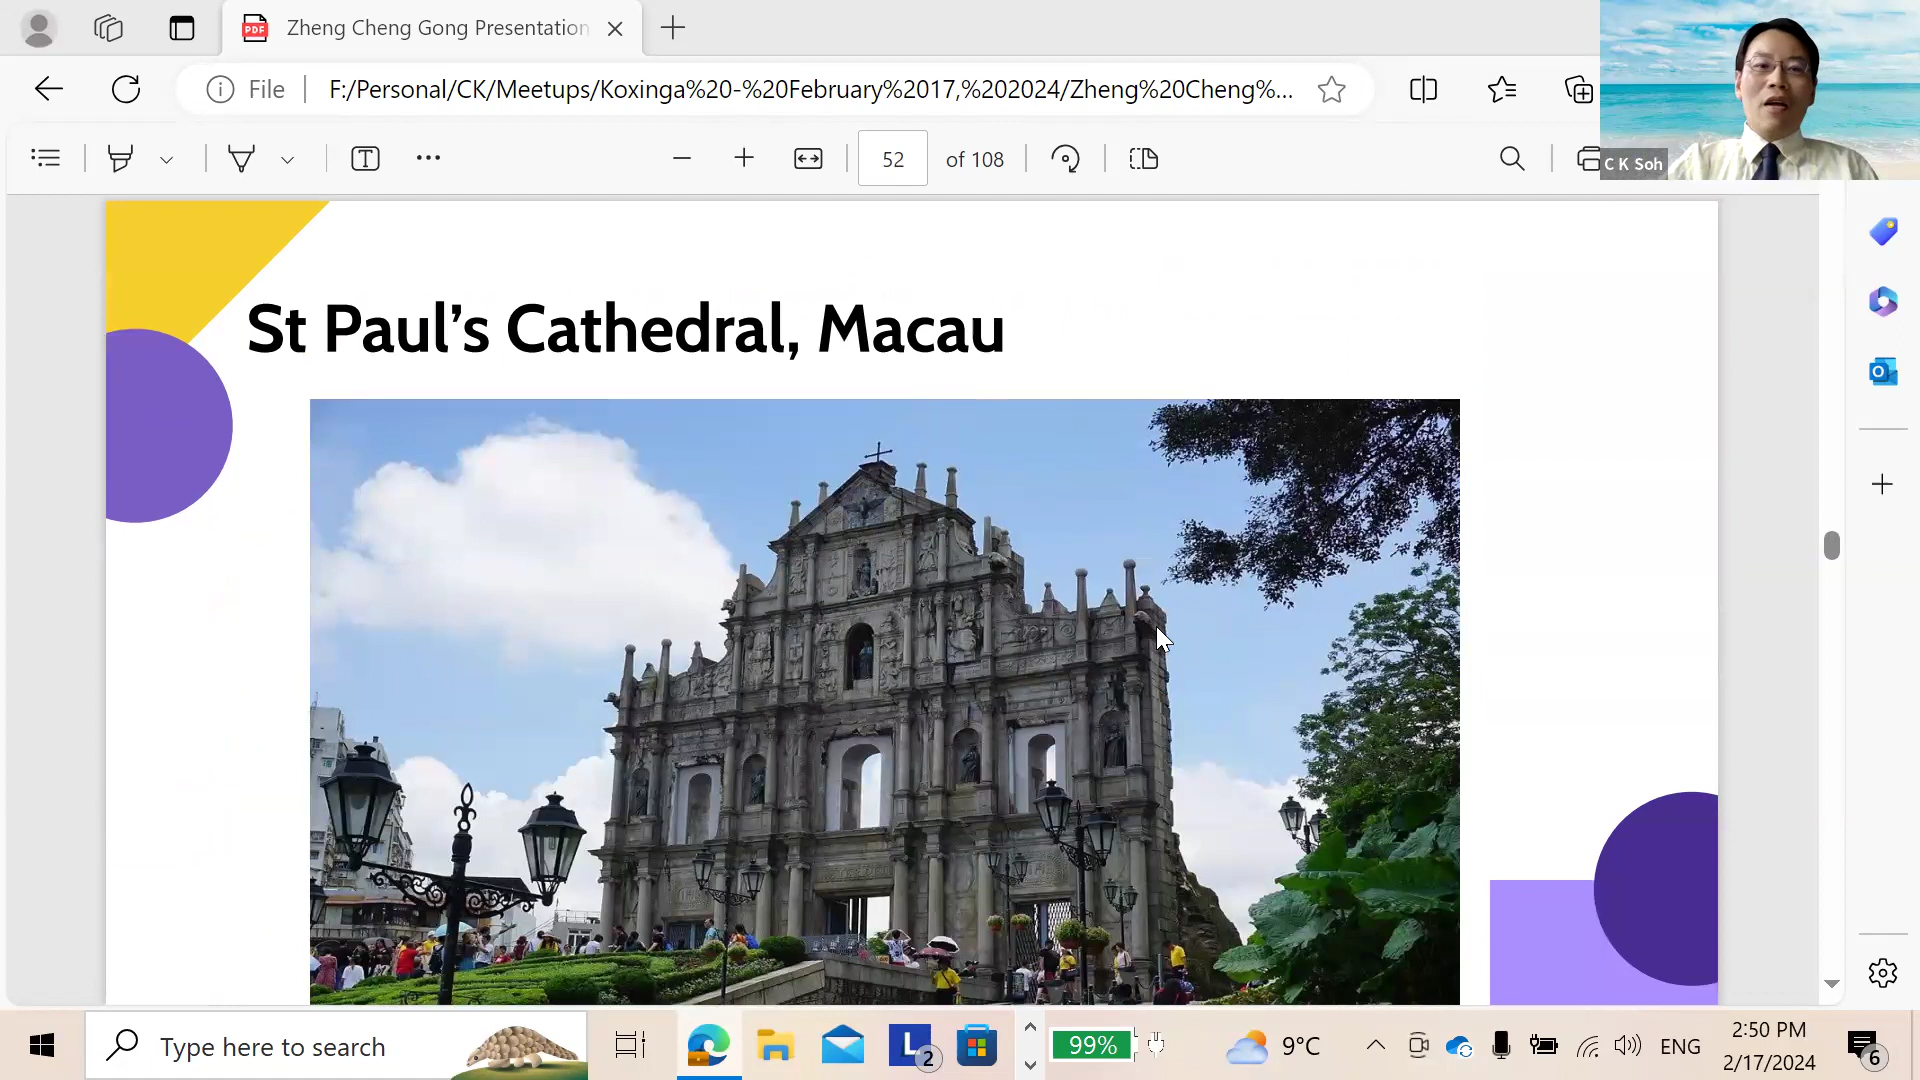 Zheng Cheng Gong Presentation
File
F:/Personal/CK/Meetups/Koxinga%20-%20February%2017,%202024/Zheng%20Cheng%...
52 of 108
C K Soh
St Paul's Cathedral, Macau
Type here to search
2
99%
9°C
ENG
2:50 PM
2/17/2024
6